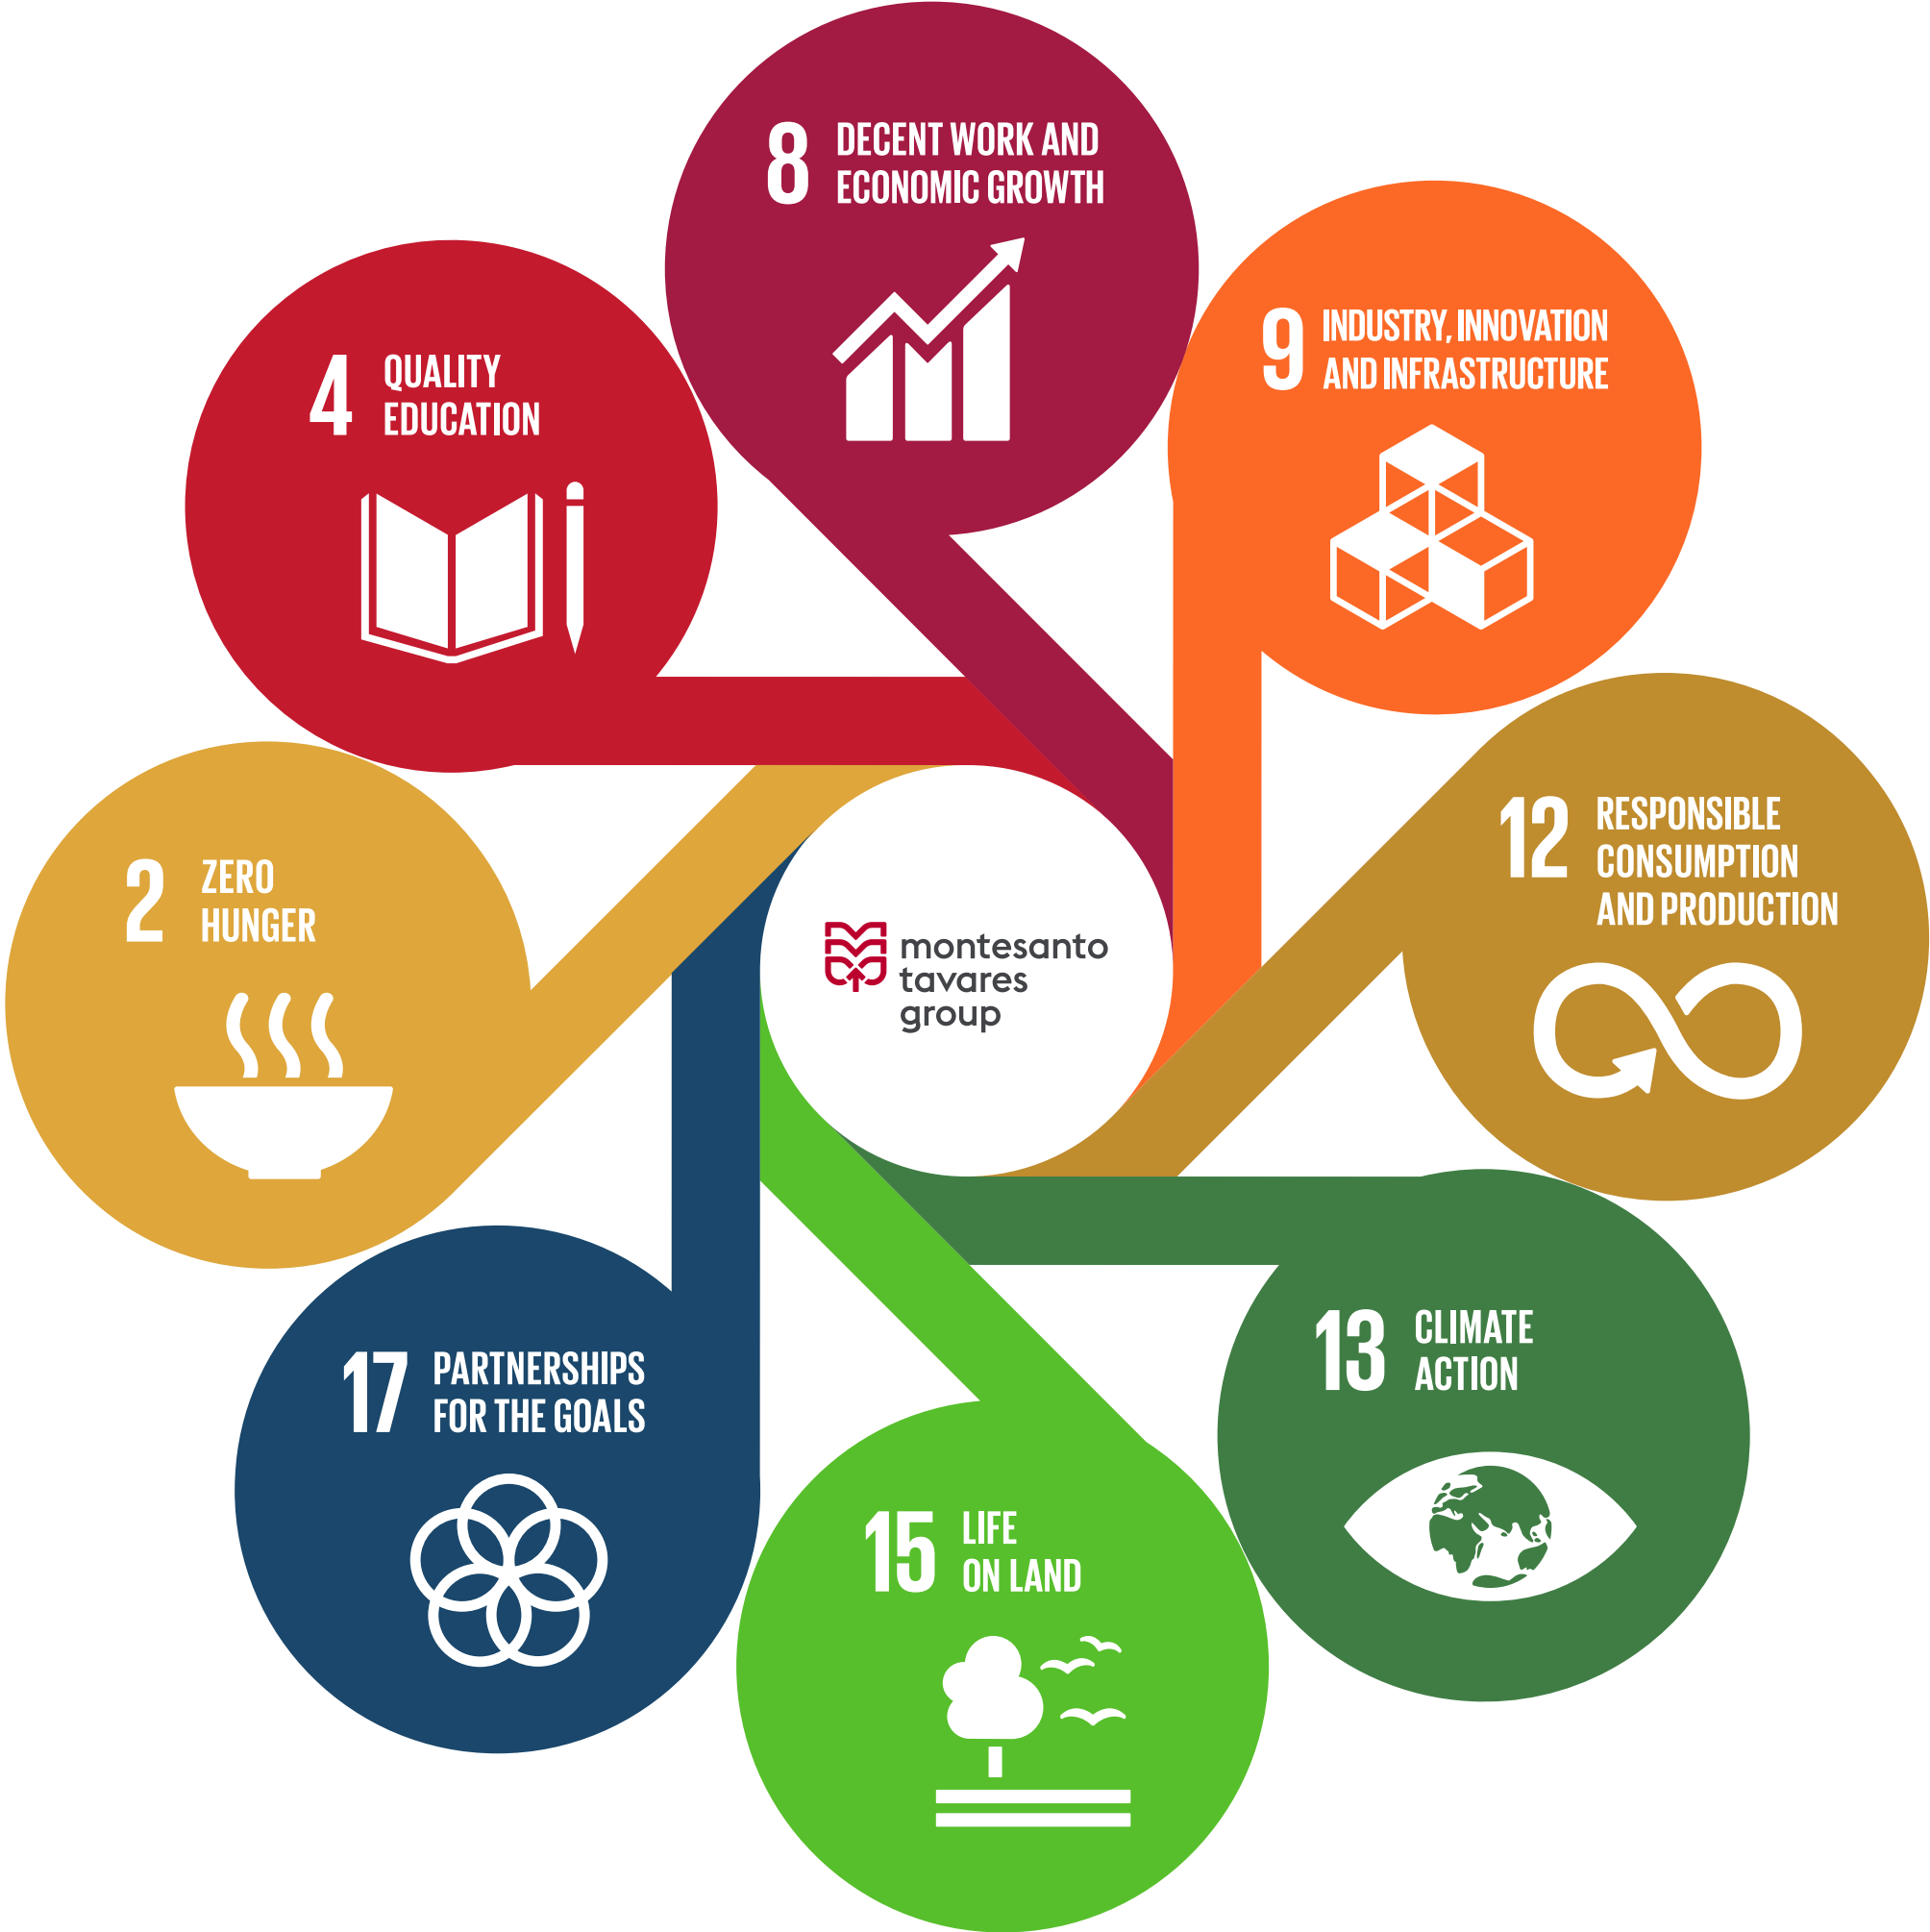 8
DECENT WORK AND
ECONOMIC GROWTH
9
INDUSTRY, INNOVATION
AND INFRASTRUCTURE
4
QUALITY
EDUCATION
12
RESPONSIBLE
CONSUMPTION
AND PRODUCTION
2
ZERO
HUNGER
montesanto
tavares
group
13
CLIMATE
ACTION
17
PARTNERSHIPS
FOR THE GOALS
15
LIFE
ON LAND